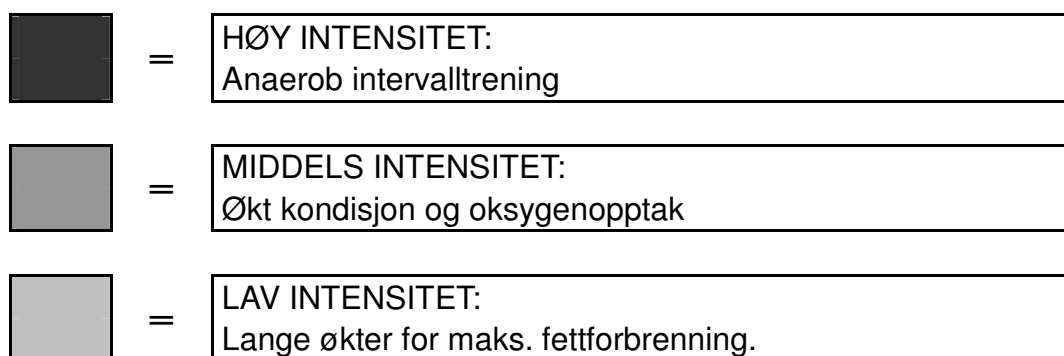 = HØY INTENSITET:
Anaerob intervalltrening
= MIDDELS INTENSITET:
Økt kondisjon og oksygenopptak
= LAV INTENSITET:
Lange økter for maks. fettforbrenning.